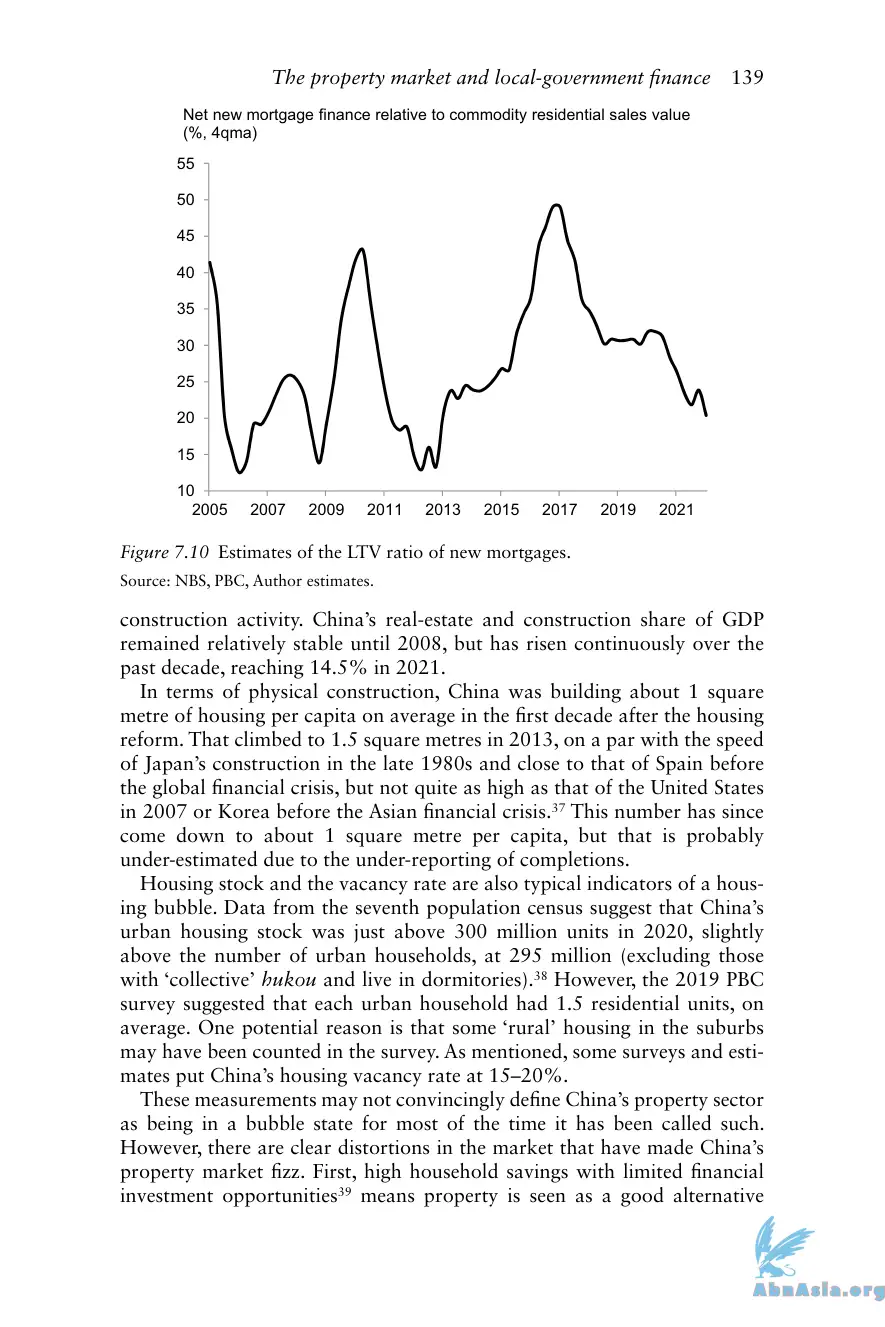 The property market and local-government finance 139
Net new mortgage finance relative to commodity residential sales value
(%, 4qma)
55
50
45
40
35
30
25
20
15
10
2005 2007 2009 2011 2013 2015 2017 2019 2021
Figure 7.10 Estimates of the LTV ratio of new mortgages.
Source: NBS, PBC, Author estimates.
construction activity. China’s real-estate and construction share of GDP
remained relatively stable until 2008, but has risen continuously over the
past decade, reaching 14.5% in 2021.
In terms of physical construction, China was building about 1 square
metre of housing per capita on average in the first decade after the housing
reform. That climbed to 1.5 square metres in 2013, on a par with the speed
of Japan’s construction in the late 1980s and close to that of Spain before
the global financial crisis, but not quite as high as that of the United States
in 2007 or Korea before the Asian financial crisis.37 This number has since
come down to about 1 square metre per capita, but that is probably
under-estimated due to the under-reporting of completions.
Housing stock and the vacancy rate are also typical indicators of a hous-
ing bubble. Data from the seventh population census suggest that China’s
urban housing stock was just above 300 million units in 2020, slightly
above the number of urban households, at 295 million (excluding those
with ‘collective’ hukou and live in dormitories).38 However, the 2019 PBC
survey suggested that each urban household had 1.5 residential units, on
average. One potential reason is that some ‘rural’ housing in the suburbs
may have been counted in the survey. As mentioned, some surveys and esti-
mates put China’s housing vacancy rate at 15–20%.
These measurements may not convincingly define China’s property sector
as being in a bubble state for most of the time it has been called such.
However, there are clear distortions in the market that have made China’s
property market fizz. First, high household savings with limited financial
investment opportunities39 means property is seen as a good alternative
AbnAsia.org